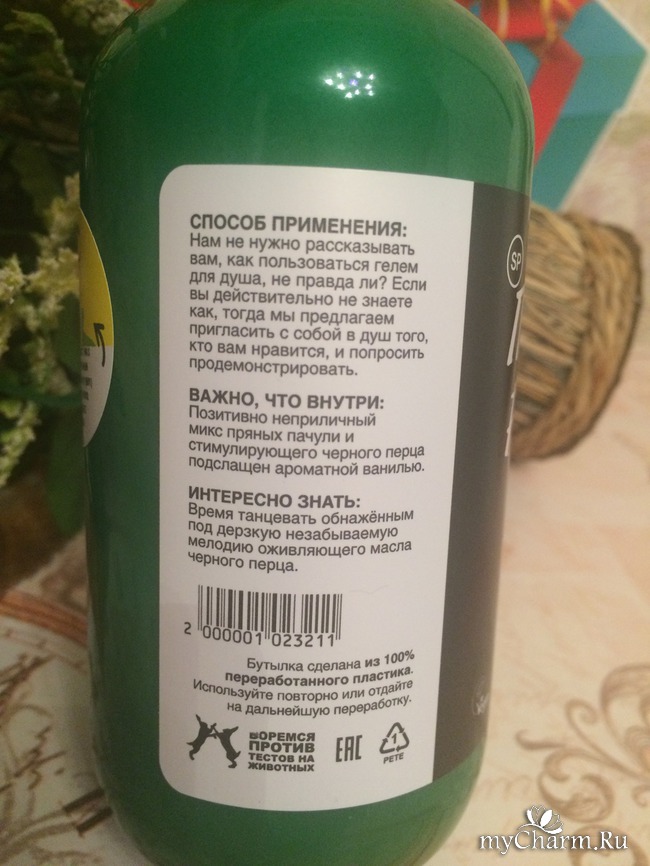 СПОСОБ ПРИМЕНЕНИЯ:
Нам не нужно рассказывать
вам, как пользоваться гелем
для душа, не правда ли? Если
вы действительно не знаете
как, тогда мы предлагаем
пригласить с собой в душ того,
кто вам нравится, и попросить
продемонстрировать.
ВАЖНО, ЧТО ВНУТРИ:
Позитивно неприличный
микс пряных пачули и
стимулирующего черного перца
подслащен ароматной ванилью.
ИНТЕРЕСНО ЗНАТЬ:
Время танцевать обнажённым
под дерзкую незабываемую
мелодию оживляющего масла
черного перца.
2 000001 023211
Бутылка сделана из 100%
переработанного пластика.
Используйте повторно или отдайте
на дальнейшую переработку.
БОРЕМСЯ
ПРОТИВ
ТЕСТОВ НА
ЖИВОТНЫХ
EAC
1
PETE
SP
myCharm.Ru